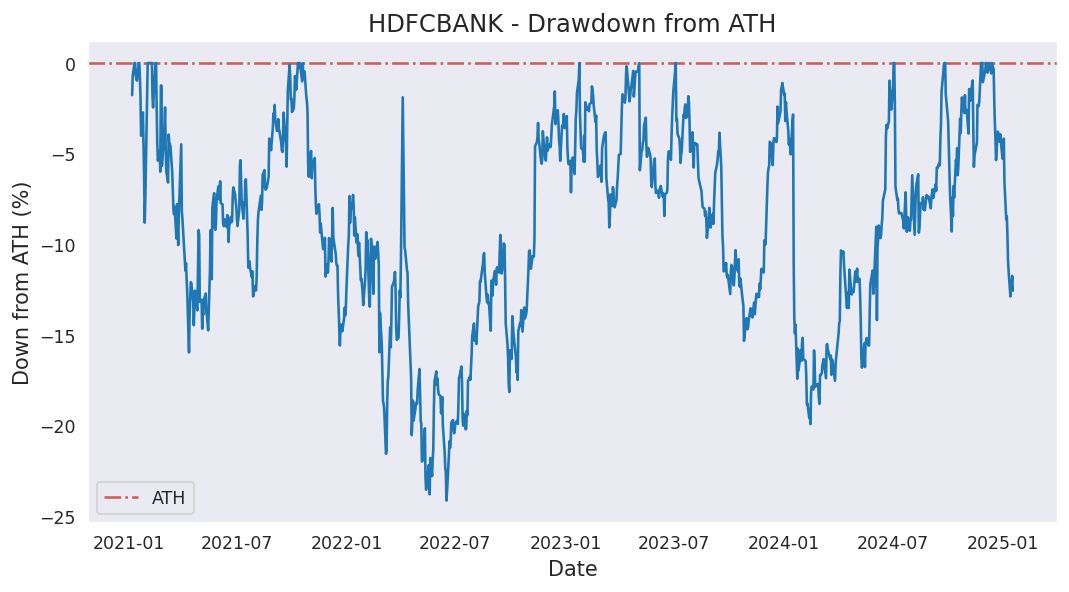 HDFCBANK - Drawdown from ATH
Down from ATH (%)
0
−5
−10
−15
−20
−25
ATH
2021-01 2021-07 2022-01 2022-07 2023-01 2023-07 2024-01 2024-07 2025-01
Date